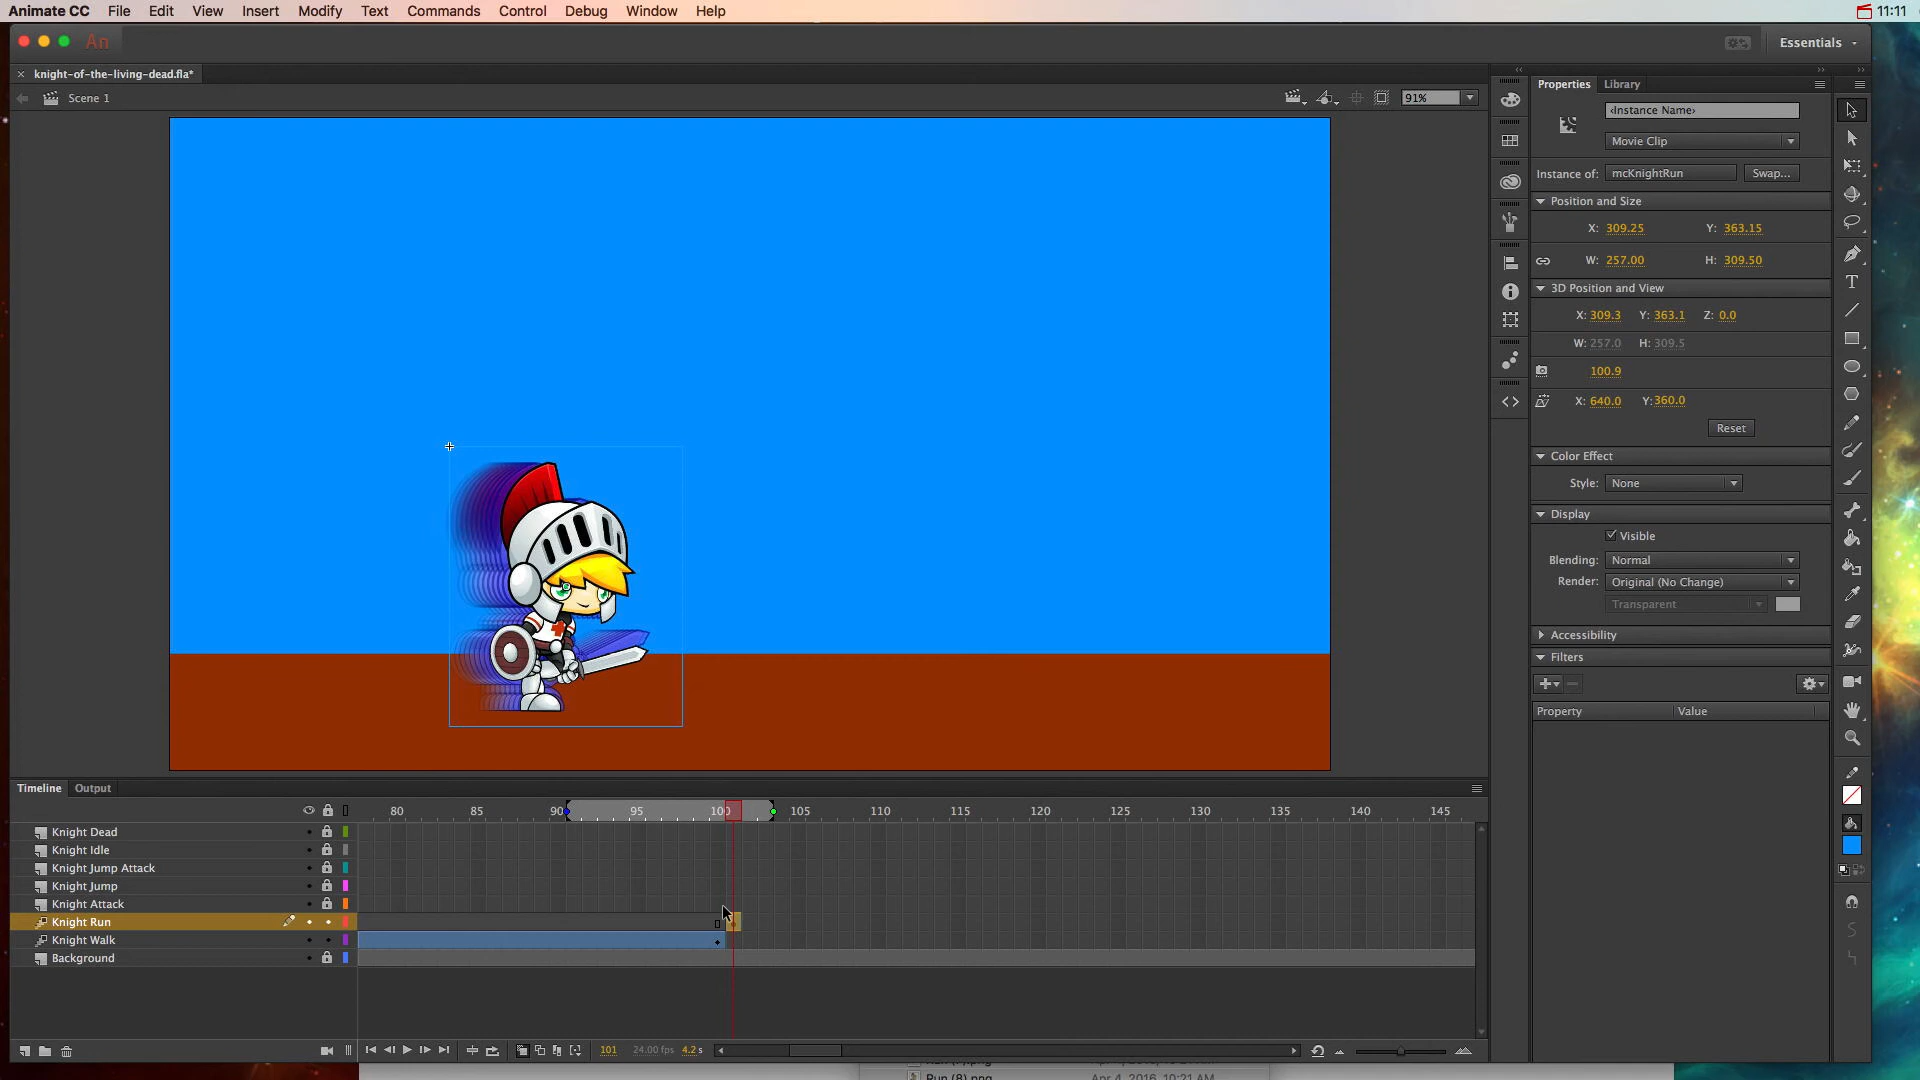 Animate CC File Edit View Insert Modify Text Commands Control Debug Window Help 11:11
An Essentials
knight-of-the-living-dead.fla*
Scene 1 91%
Properties Library
<Instance Name>
Movie Clip
Instance of: mcKnightRun Swap...
Position and Size
X: 309.25 Y: 363.15
W: 257.00 H: 309.50
3D Position and View
X: 309.3 Y: 363.1 Z: 0.0
W: 257.0 H: 309.5
100.9
X: 640.0 Y: 360.0
Reset
Color Effect
Style: None
Display
Visible
Blending: Normal
Render: Original (No Change)
Transparent
Accessibility
Filters
Property Value
Timeline Output
80 85 90 95 100 105 110 115 120 125 130 135 140 145
Knight Dead
Knight Idle
Knight Jump Attack
Knight Jump
Knight Attack
Knight Run
Knight Walk
Background
101 24.00 fps 4.2 s
Run (8).png Apr 4, 2016, 10:21 AM